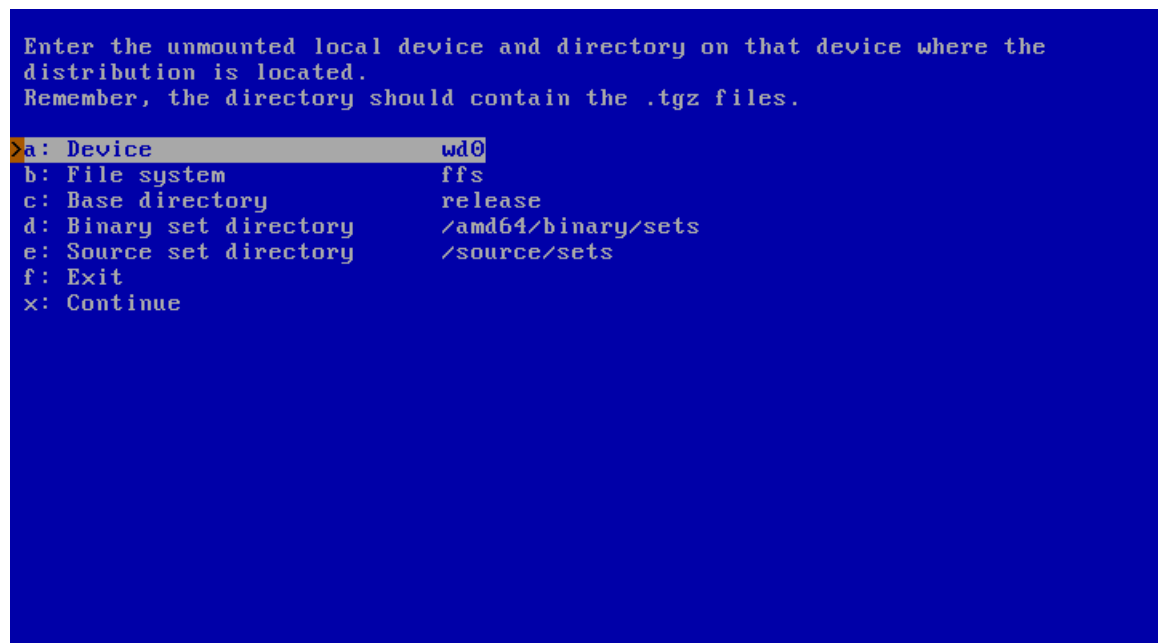 Enter the unmounted local device and directory on that device where the
distribution is located.
Remember, the directory should contain the .tgz files.
>a: Device wd0
b: File system ffs
c: Base directory release
d: Binary set directory /amd64/binary/sets
e: Source set directory /source/sets
f: Exit
x: Continue